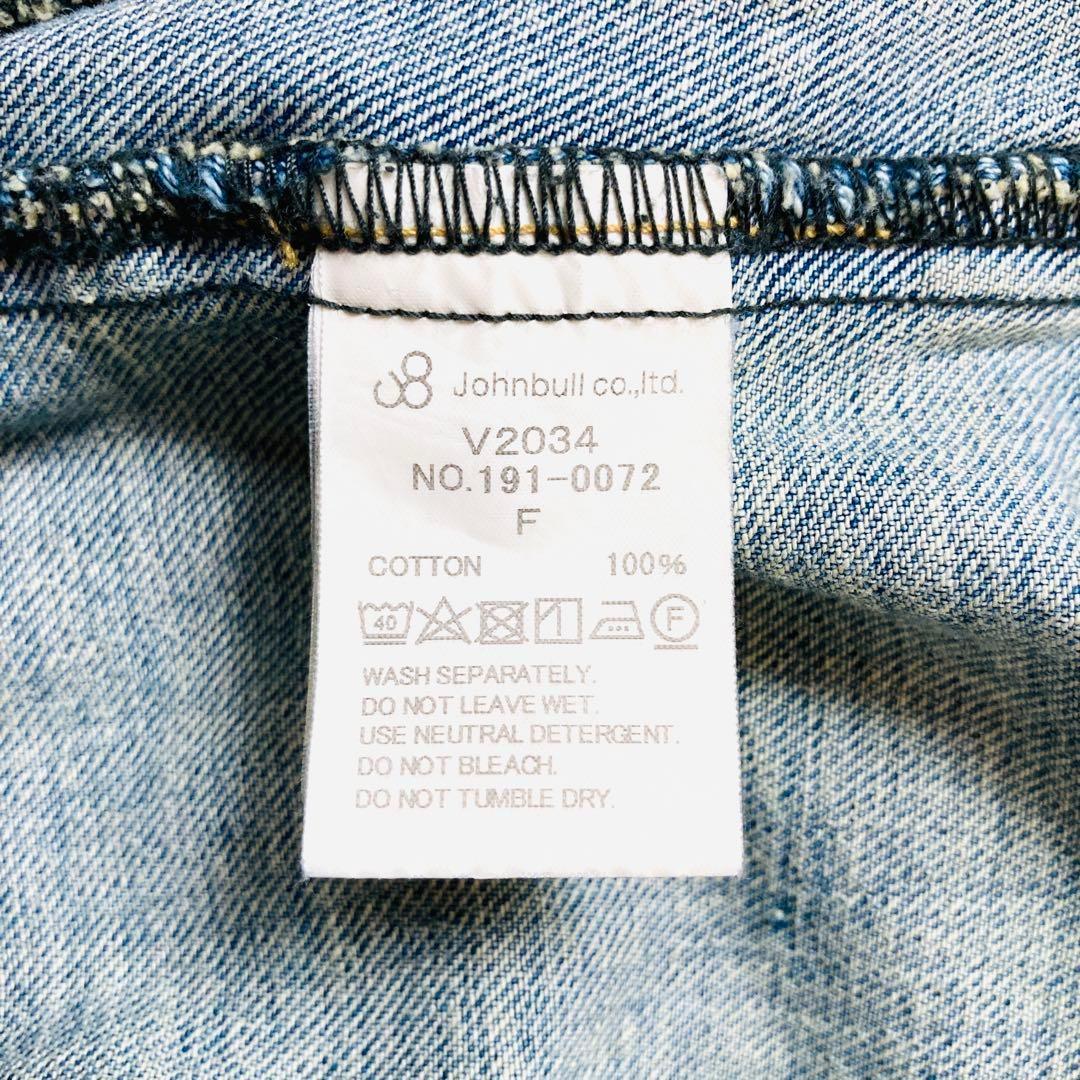 Johnbull co.,ltd.
V2034
NO.191-0072
F
COTTON 100%
40 F
WASH SEPARATELY.
DO NOT LEAVE WET.
USE NEUTRAL DETERGENT.
DO NOT BLEACH.
DO NOT TUMBLE DRY.